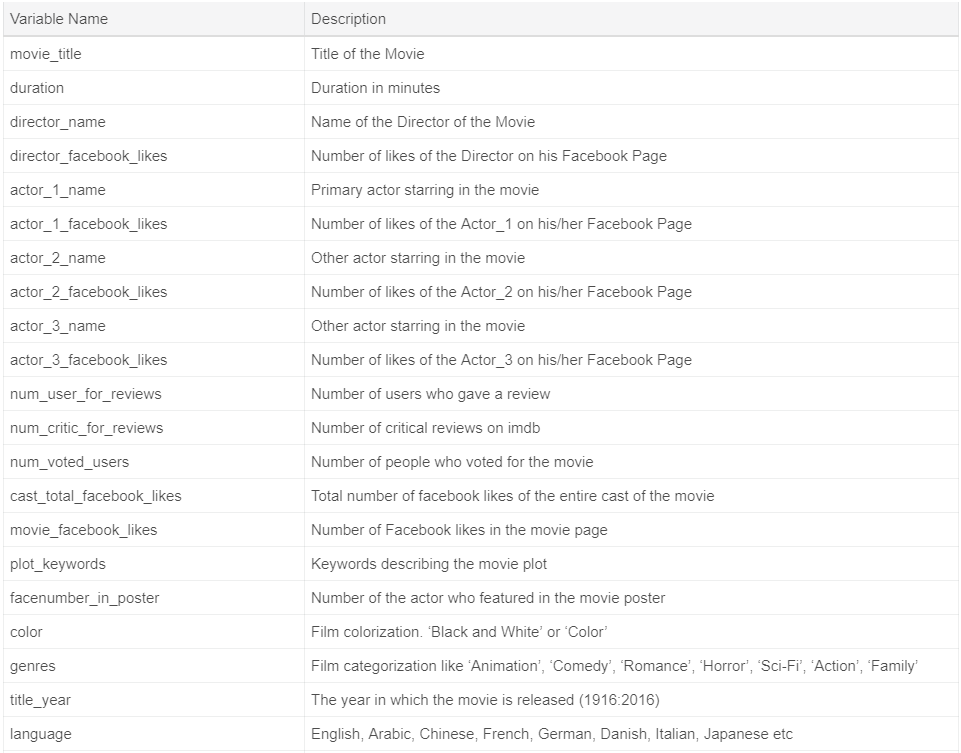 Variable Name Description
movie_title Title of the Movie
duration Duration in minutes
director_name Name of the Director of the Movie
director_facebook_likes Number of likes of the Director on his Facebook Page
actor_1_name Primary actor starring in the movie
actor_1_facebook_likes Number of likes of the Actor_1 on his/her Facebook Page
actor_2_name Other actor starring in the movie
actor_2_facebook_likes Number of likes of the Actor_2 on his/her Facebook Page
actor_3_name Other actor starring in the movie
actor_3_facebook_likes Number of likes of the Actor_3 on his/her Facebook Page
num_user_for_reviews Number of users who gave a review
num_critic_for_reviews Number of critical reviews on imdb
num_voted_users Number of people who voted for the movie
cast_total_facebook_likes Total number of facebook likes of the entire cast of the movie
movie_facebook_likes Number of Facebook likes in the movie page
plot_keywords Keywords describing the movie plot
facenumber_in_poster Number of the actor who featured in the movie poster
color Film colorization. ‘Black and White’ or ‘Color’
genres Film categorization like ‘Animation’, ‘Comedy’, ‘Romance’, ‘Horror’, ‘Sci-Fi’, ‘Action’, ‘Family’
title_year The year in which the movie is released (1916:2016)
language English, Arabic, Chinese, French, German, Danish, Italian, Japanese etc